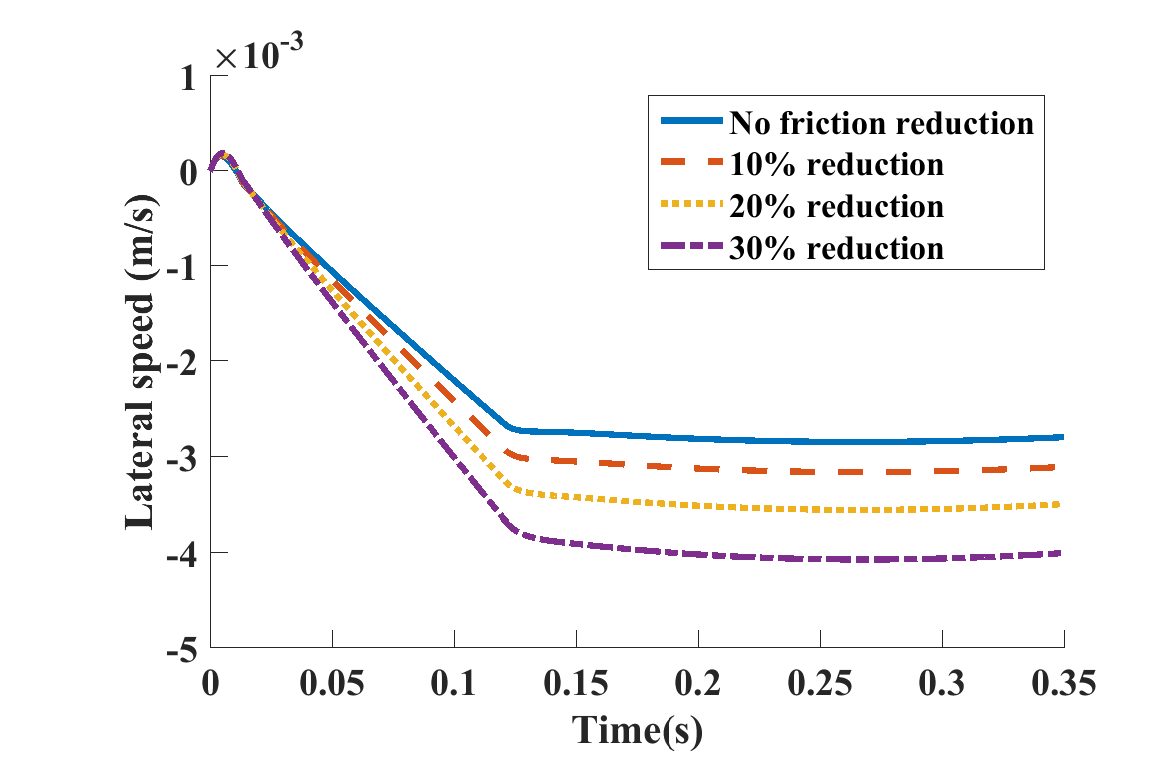 ×10-3
1
0
-1
-2
-3
-4
-5
Lateral speed (m/s)
No friction reduction
10% reduction
20% reduction
30% reduction
0 0.05 0.1 0.15 0.2 0.25 0.3 0.35
Time(s)